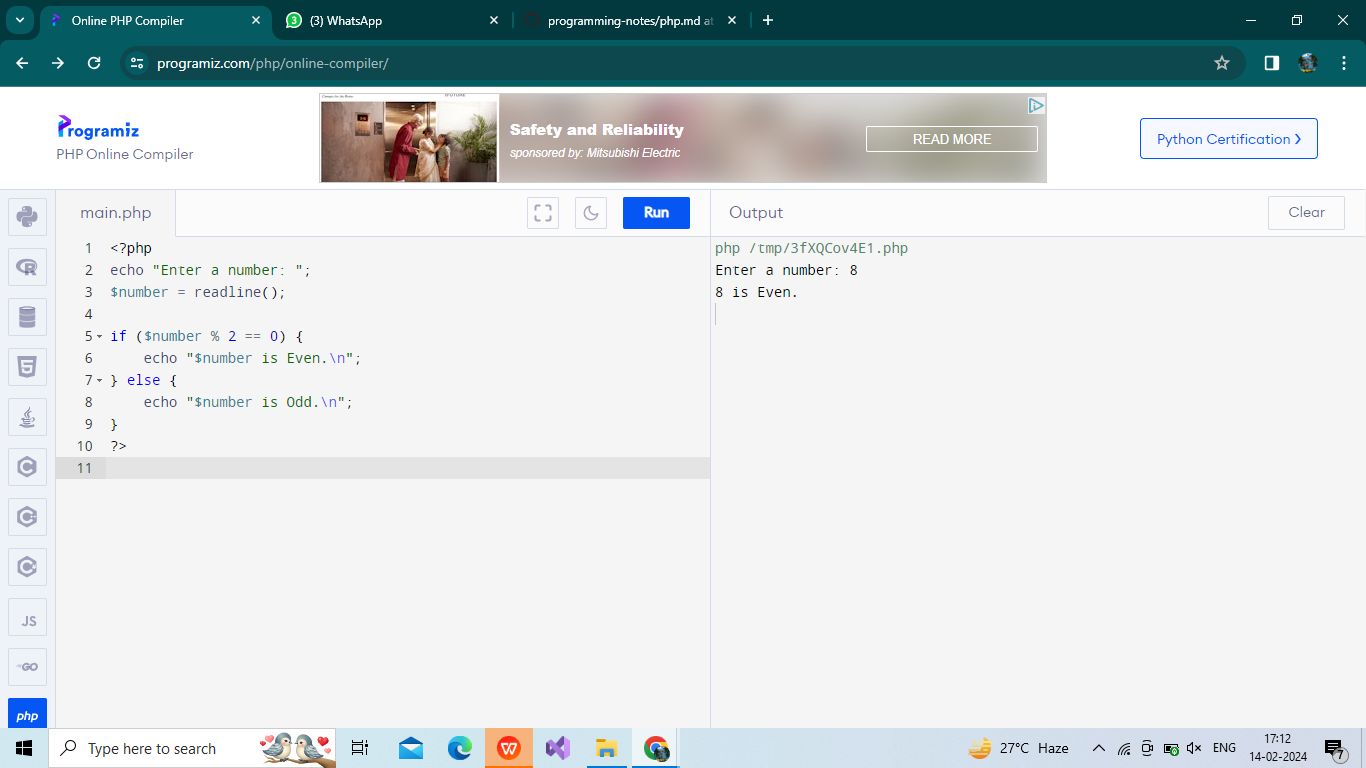 Online PHP Compiler
(3) WhatsApp
programming-notes/php.md at
programiz.com/php/online-compiler/
Programiz
PHP Online Compiler
Safety and Reliability
sponsored by: Mitsubishi Electric
READ MORE
Python Certification >
main.php
Run
Output
Clear
1 <?php
2 echo "Enter a number: ";
3 $number = readline();
4
5 if ($number % 2 == 0) {
6 echo "$number is Even.\n";
7 } else {
8 echo "$number is Odd.\n";
9 }
10 ?>
11
php /tmp/3fXQCov4E1.php
Enter a number: 8
8 is Even.
JS
GO
php
Type here to search
27°C Haze
ENG
17:12
14-02-2024
7